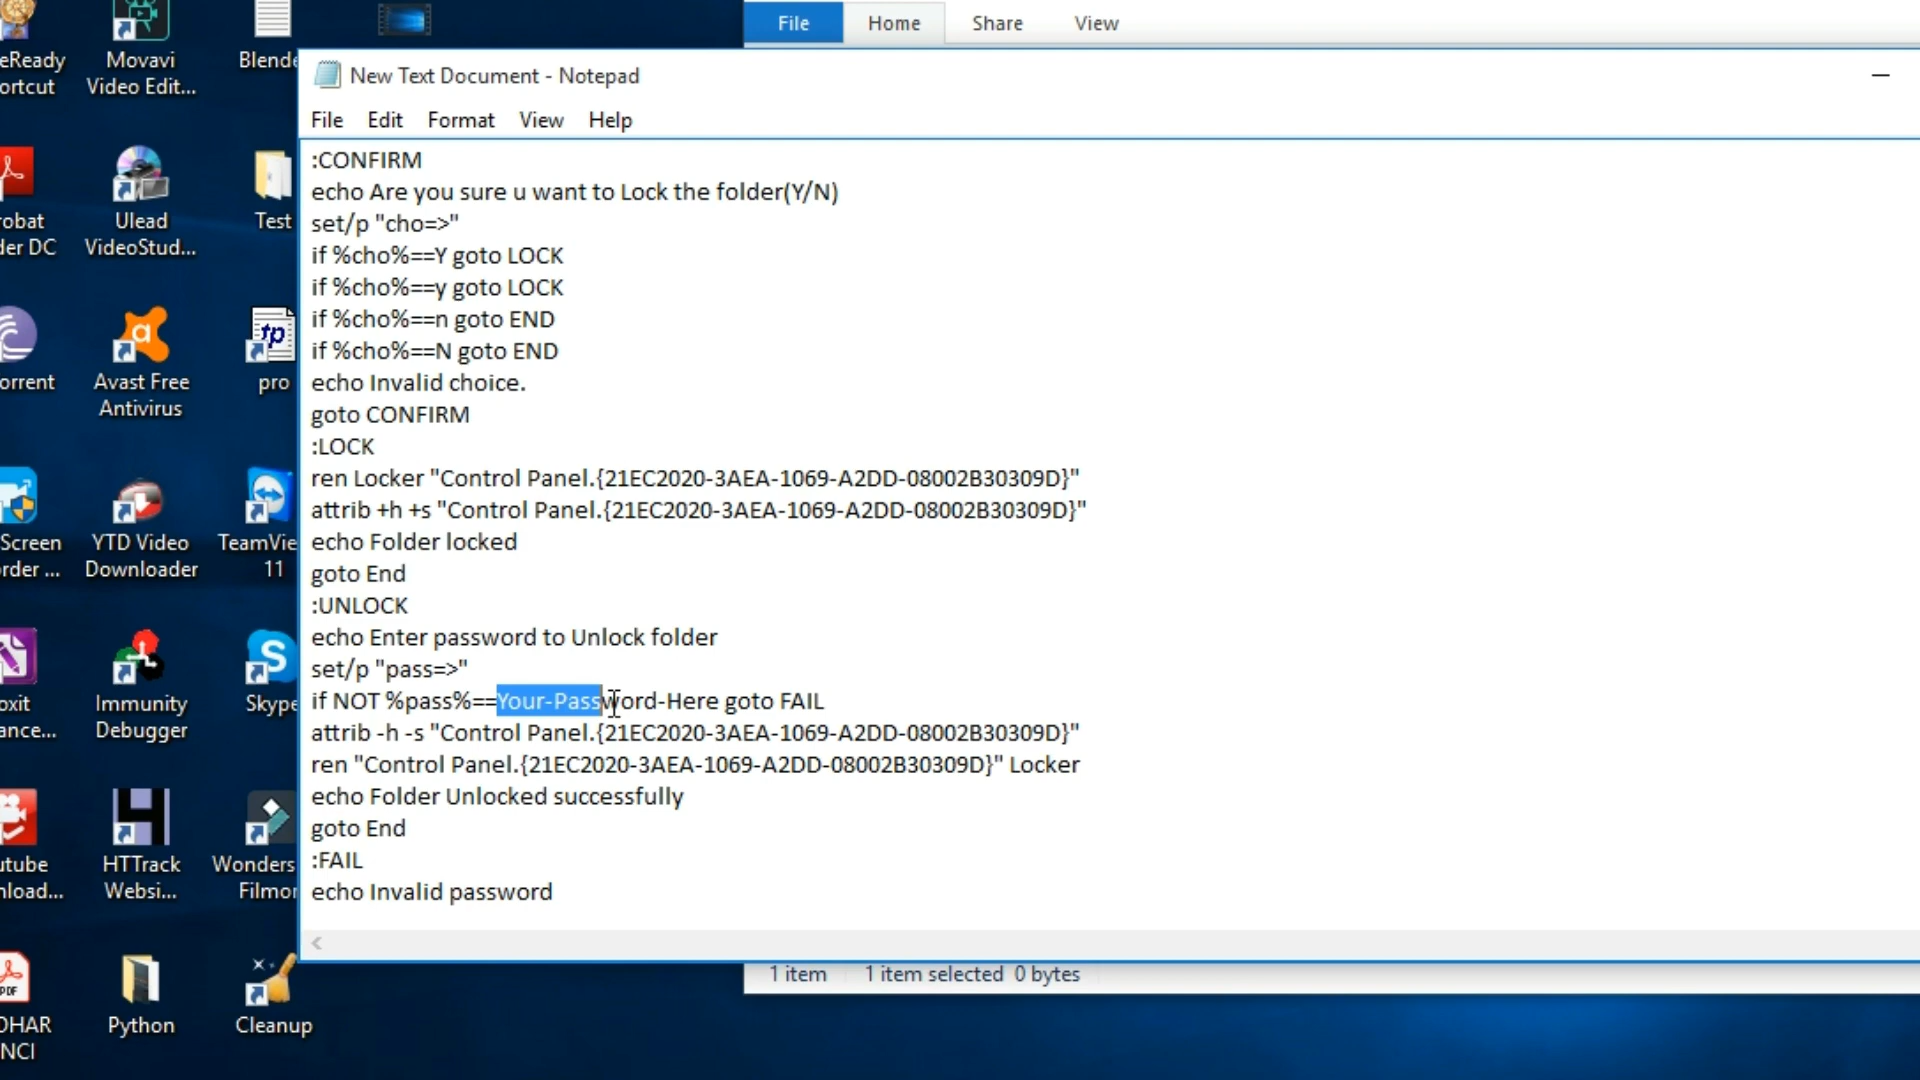 File Home Share View
New Text Document - Notepad
File Edit Format View Help
:CONFIRM
echo Are you sure u want to Lock the folder(Y/N)
set/p "cho=>"
if %cho%==Y goto LOCK
if %cho%==y goto LOCK
if %cho%==n goto END
if %cho%==N goto END
echo Invalid choice.
goto CONFIRM
:LOCK
ren Locker "Control Panel.{21EC2020-3AEA-1069-A2DD-08002B30309D}"
attrib +h +s "Control Panel.{21EC2020-3AEA-1069-A2DD-08002B30309D}"
echo Folder locked
goto End
:UNLOCK
echo Enter password to Unlock folder
set/p "pass=>"
if NOT %pass%==Your-Password-Here goto FAIL
attrib -h -s "Control Panel.{21EC2020-3AEA-1069-A2DD-08002B30309D}"
ren "Control Panel.{21EC2020-3AEA-1069-A2DD-08002B30309D}" Locker
echo Folder Unlocked successfully
goto End
:FAIL
echo Invalid password
1 item 1 item selected 0 bytes
eReady
ortcut
Movavi
Video Edit...
Blende
robat
der DC
Ulead
VideoStud...
Test
orrent
Avast Free
Antivirus
tp
pro
Screen
order ...
YTD Video
Downloader
TeamVie
11
oxit
ance...
Immunity
Debugger
Skype
utube
nload...
HTTrack
Websi...
Wonders
Filmor
PDF
DHAR
NCI
Python
Cleanup